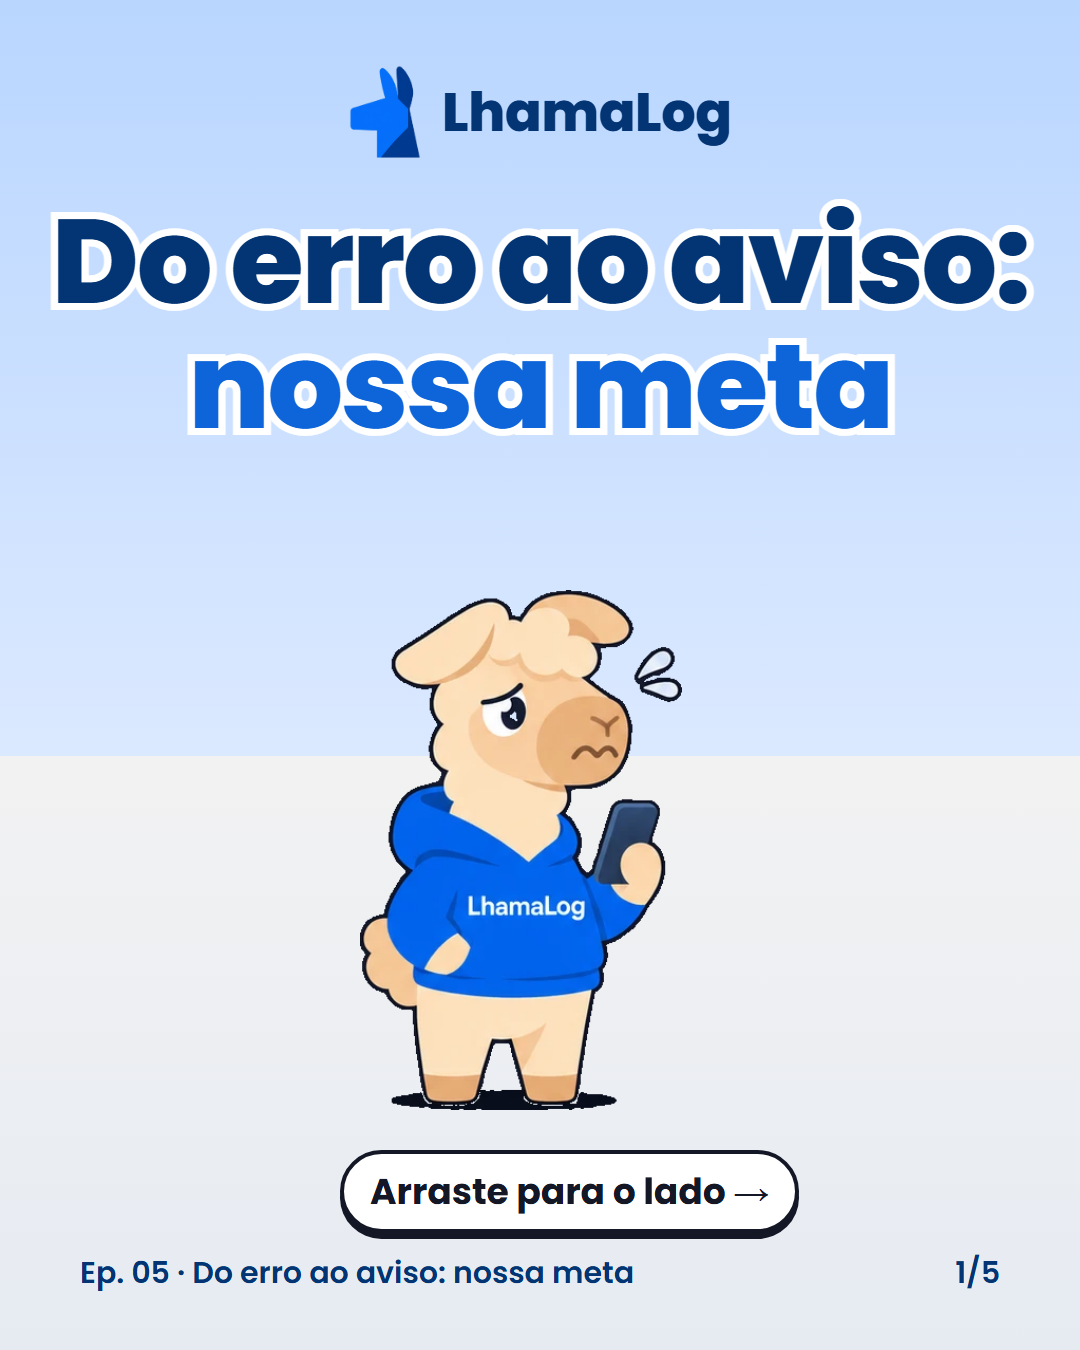 LhamaLog
Do erro ao aviso:
nossa meta
LhamaLog
Arraste para o lado →
Ep. 05 · Do erro ao aviso: nossa meta
1/5